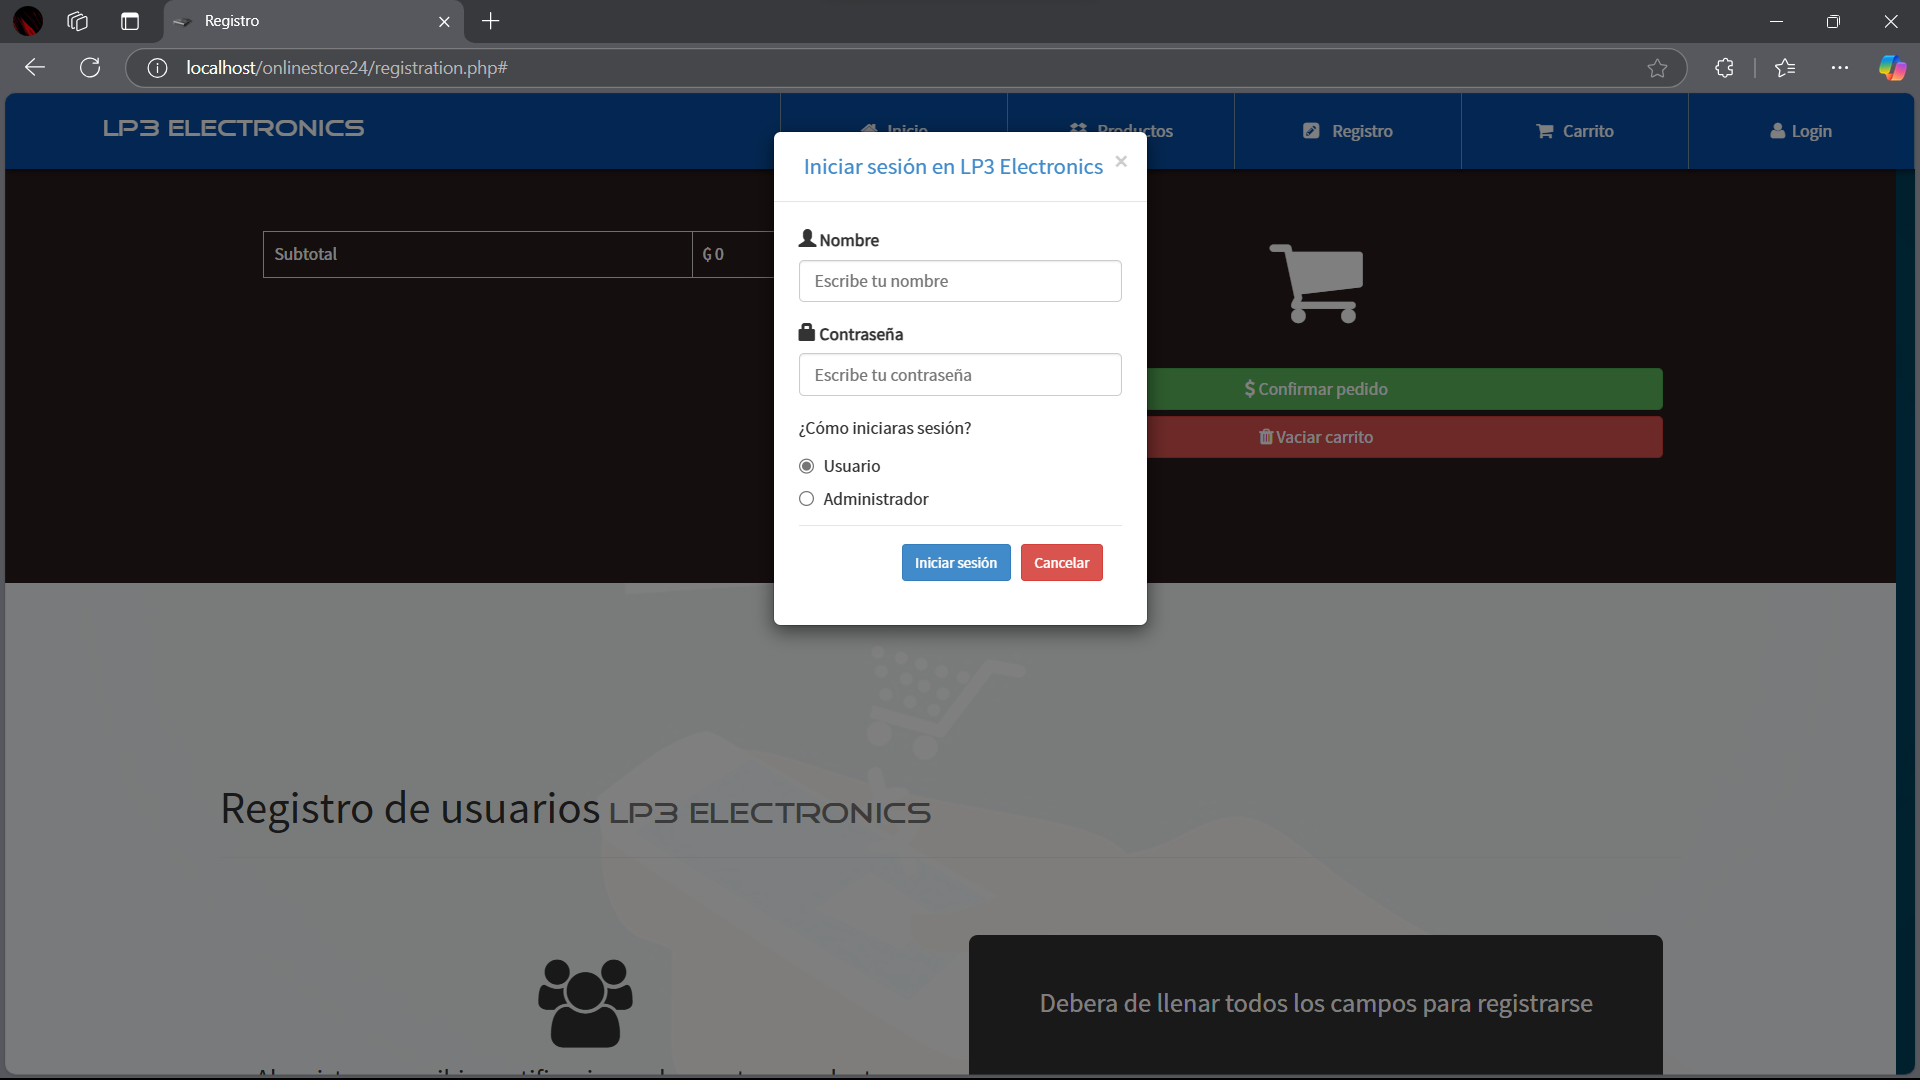 Registro
localhost/onlinestore24/registration.php#
LP3 ELECTRONICS
Inicio
Productos
Registro
Carrito
Login
Iniciar sesión en LP3 Electronics ×
Subtotal
₲ 0
Nombre
Escribe tu nombre
Contraseña
Escribe tu contraseña
¿Cómo iniciaras sesión?
Usuario
Administrador
Iniciar sesión
Cancelar
$ Confirmar pedido
Vaciar carrito
Registro de usuarios LP3 ELECTRONICS
Debera de llenar todos los campos para registrarse